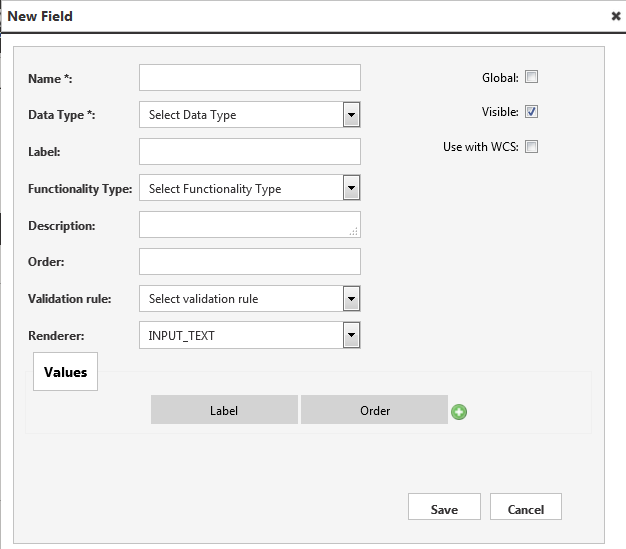 New Field
Name *:
Global:
Data Type *:
Select Data Type
Visible:
Label:
Use with WCS:
Functionality Type:
Select Functionality Type
Description:
Order:
Validation rule:
Select validation rule
Renderer:
INPUT_TEXT
Values
Label
Order
Save
Cancel